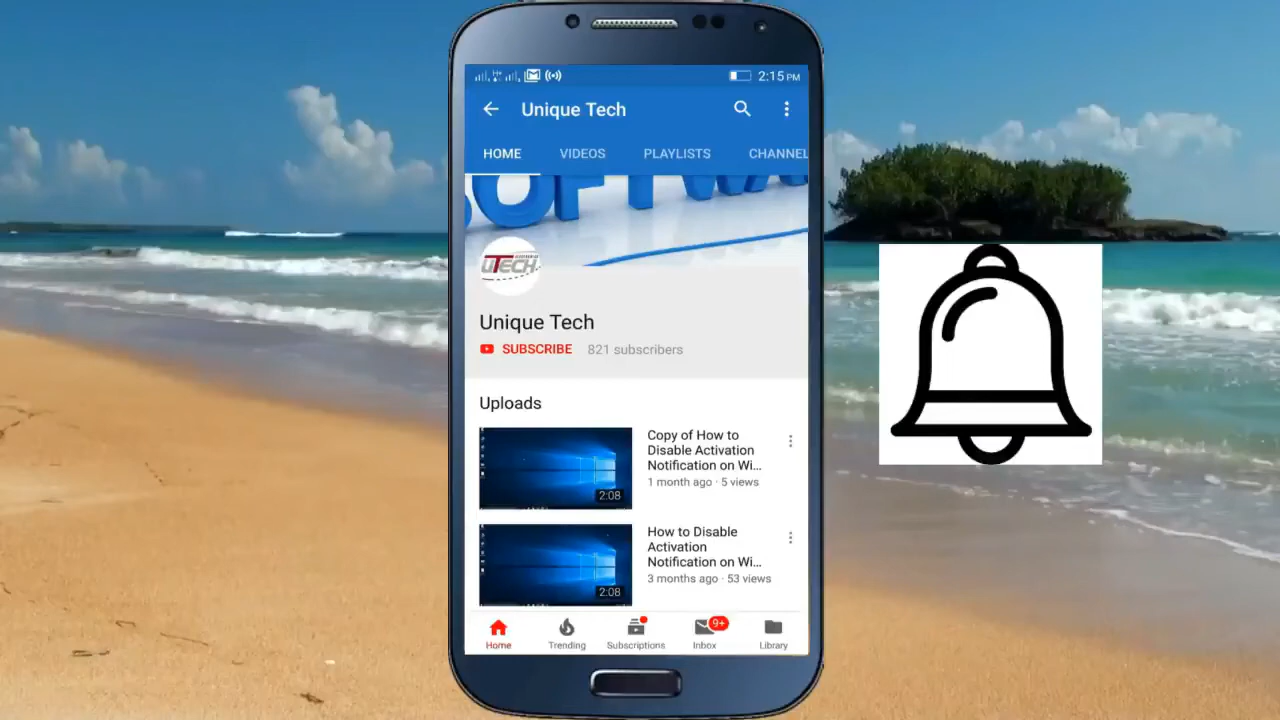 2:15 PM
Unique Tech
HOME VIDEOS PLAYLISTS CHANNEL
SOFTWA
UTECH
Unique Tech
SUBSCRIBE 821 subscribers
Uploads
Copy of How to
Disable Activation
Notification on Wi...
1 month ago · 5 views
2:08
How to Disable
Activation
Notification on Wi...
3 months ago · 53 views
2:08
9+
Home Trending Subscriptions Inbox Library